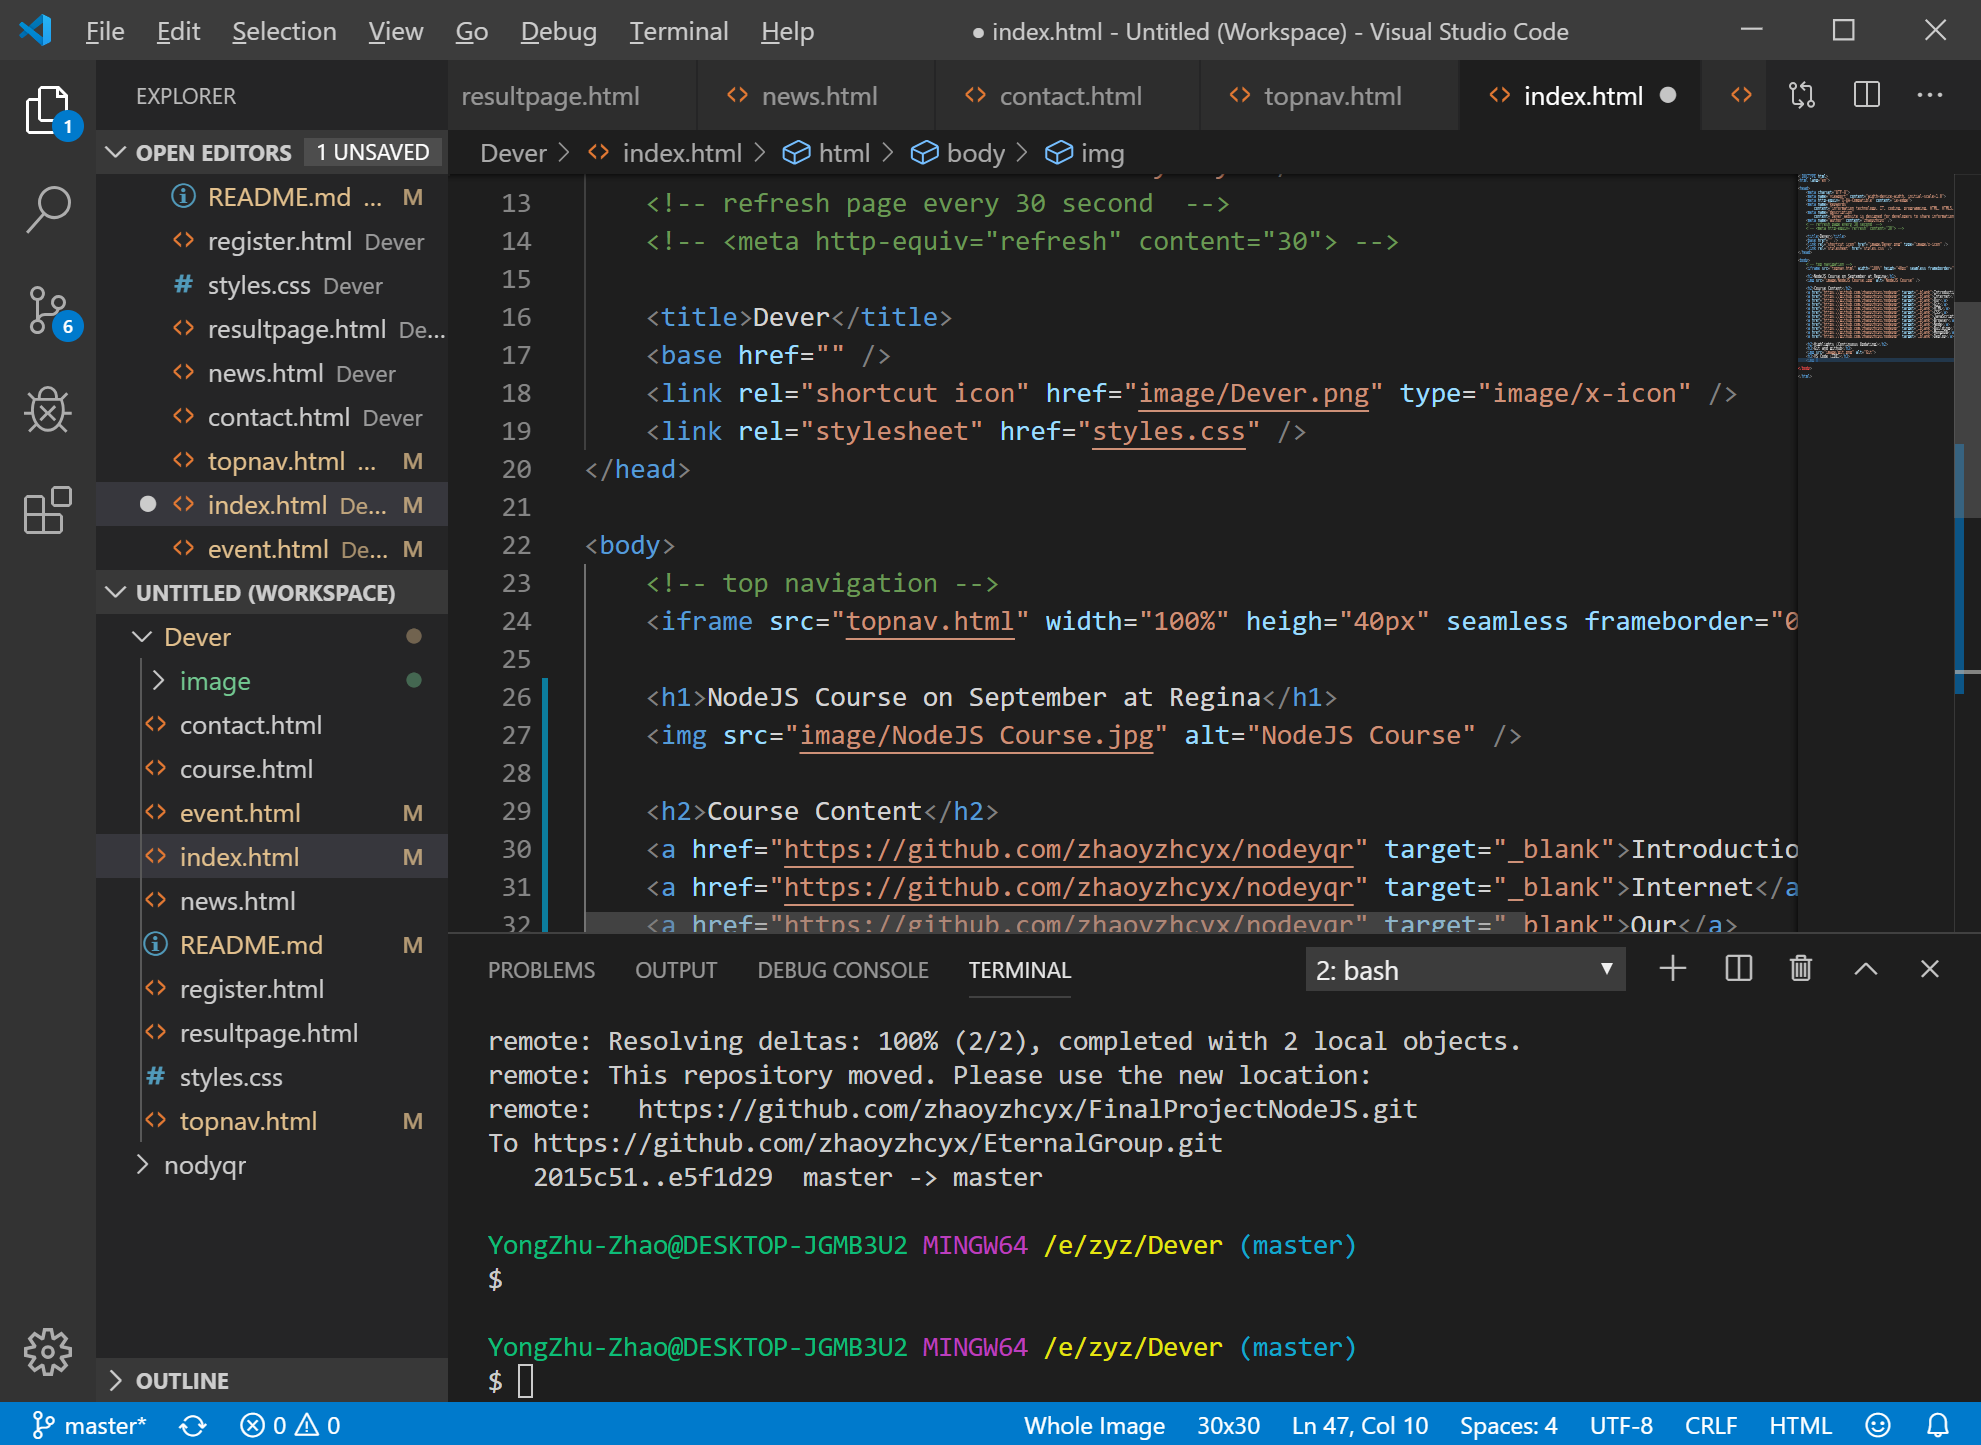 File Edit Selection View Go Debug Terminal Help ● index.html - Untitled (Workspace) - Visual Studio Code
EXPLORER
1
6
OPEN EDITORS 1 UNSAVED
README.md ... M
register.html Dever
styles.css Dever
resultpage.html De...
news.html Dever
contact.html Dever
topnav.html ... M
index.html De... M
event.html De... M
UNTITLED (WORKSPACE)
Dever
image
contact.html
course.html
event.html M
index.html M
news.html
README.md M
register.html
resultpage.html
styles.css
topnav.html M
nodyqr
OUTLINE
resultpage.html news.html contact.html topnav.html index.html
Dever > index.html > html > body > img
13 <!-- refresh page every 30 second  -->
14 <!-- <meta http-equiv="refresh" content="30"> -->
15
16 <title>Dever</title>
17 <base href="" />
18 <link rel="shortcut icon" href="image/Dever.png" type="image/x-icon" />
19 <link rel="stylesheet" href="styles.css" />
20 </head>
21
22 <body>
23 <!-- top navigation -->
24 <iframe src="topnav.html" width="100%" heigh="40px" seamless frameborder="0
25
26 <h1>NodeJS Course on September at Regina</h1>
27 <img src="image/NodeJS Course.jpg" alt="NodeJS Course" />
28
29 <h2>Course Content</h2>
30 <a href="https://github.com/zhaoyzhcyx/nodeyqr" target="_blank">Introductio
31 <a href="https://github.com/zhaoyzhcyx/nodeyqr" target="_blank">Internet</a
32 <a href="https://github.com/zhaoyzhcyx/nodeyqr" target="_blank">Our</a>
PROBLEMS OUTPUT DEBUG CONSOLE TERMINAL 2: bash
remote: Resolving deltas: 100% (2/2), completed with 2 local objects.
remote: This repository moved. Please use the new location:
remote:   https://github.com/zhaoyzhcyx/FinalProjectNodeJS.git
To https://github.com/zhaoyzhcyx/EternalGroup.git
   2015c51..e5f1d29  master -> master
YongZhu-Zhao@DESKTOP-JGMB3U2 MINGW64 /e/zyz/Dever (master)
$
YongZhu-Zhao@DESKTOP-JGMB3U2 MINGW64 /e/zyz/Dever (master)
$
master* 0 0 Whole Image 30x30 Ln 47, Col 10 Spaces: 4 UTF-8 CRLF HTML